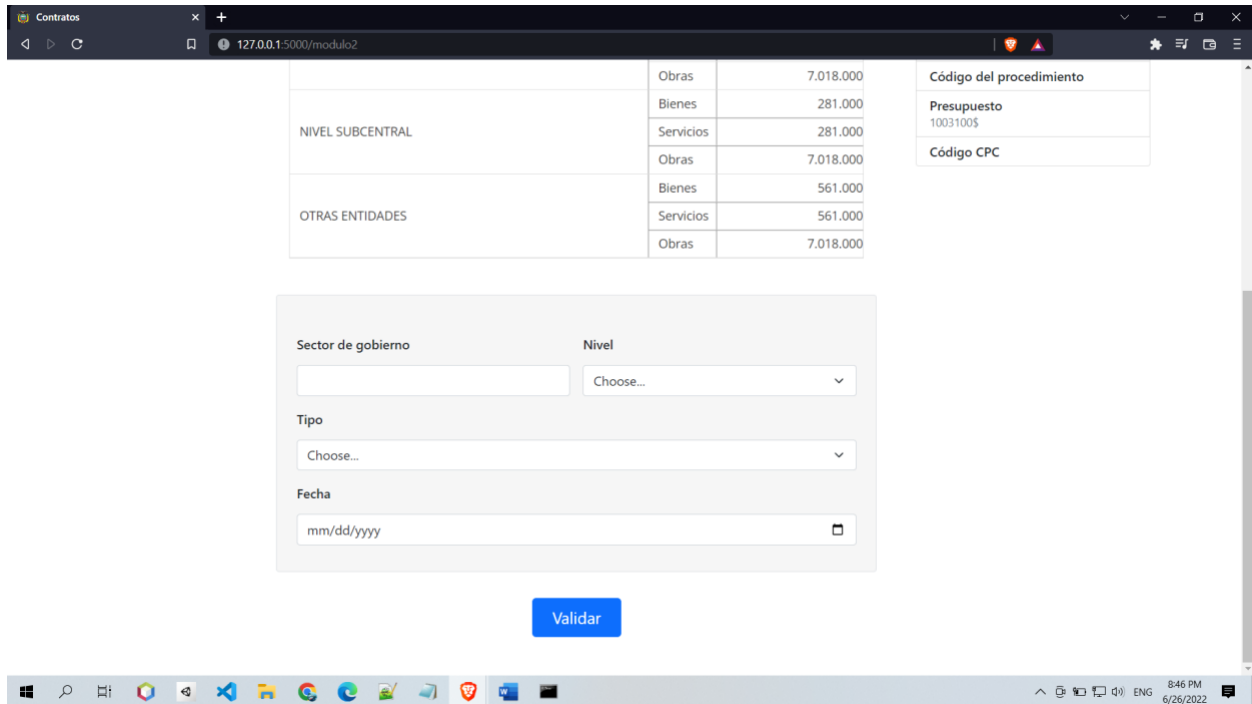 Contratos
127.0.0.1:5000/modulo2
Obras 7.018.000
NIVEL SUBCENTRAL
Bienes 281.000
Servicios 281.000
Obras 7.018.000
OTRAS ENTIDADES
Bienes 561.000
Servicios 561.000
Obras 7.018.000
Código del procedimiento
Presupuesto
1003100$
Código CPC
Sector de gobierno
Nivel
Choose...
Tipo
Choose...
Fecha
mm/dd/yyyy
Validar
ENG
8:46 PM
6/26/2022